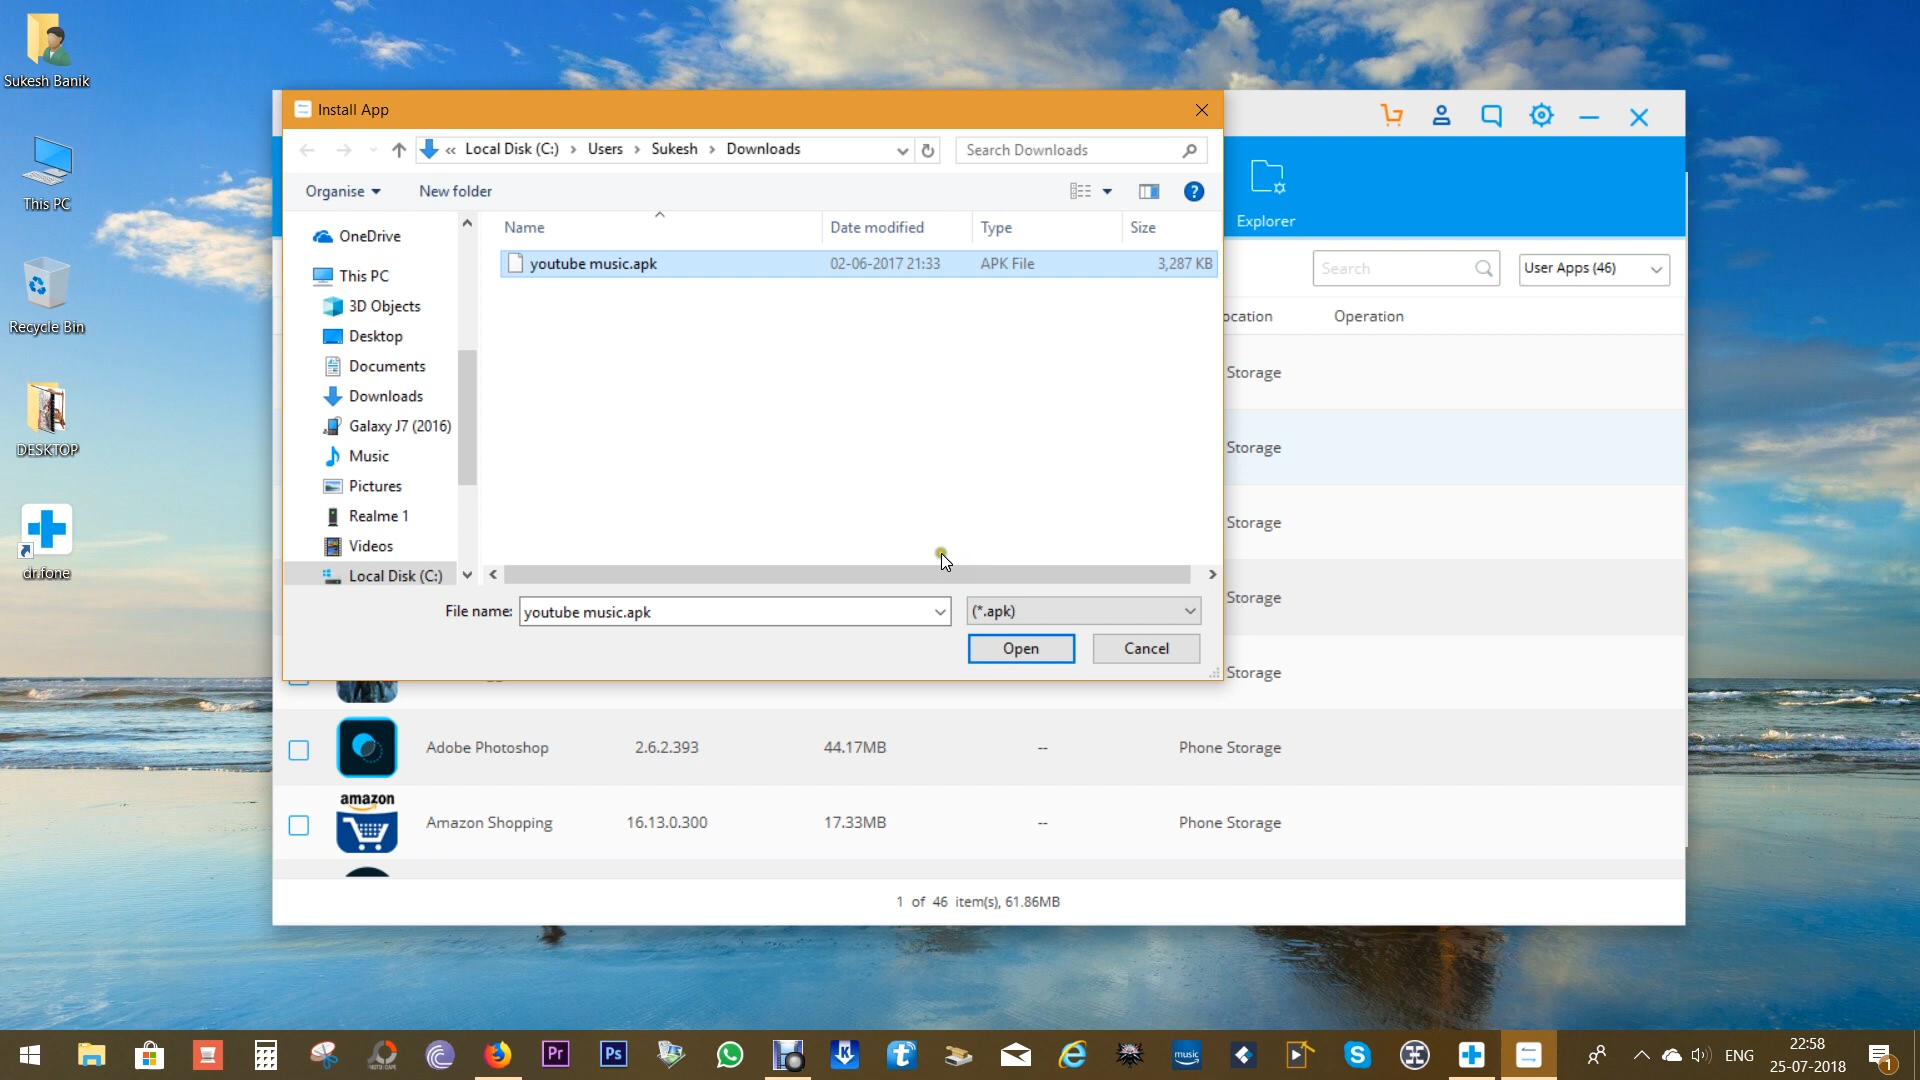 Sukesh Banik
This PC
Recycle Bin
DESKTOP
dr.fone
Install App
« Local Disk (C:) › Users › Sukesh › Downloads
Search Downloads
Organise
New folder
Explorer
OneDrive
This PC
3D Objects
Desktop
Documents
Downloads
Galaxy J7 (2016)
Music
Pictures
Realme 1
Videos
Local Disk (C:)
Name Date modified Type Size
youtube music.apk 02-06-2017 21:33 APK File 3,287 KB
File name: youtube music.apk (*.apk)
Open Cancel
Search
User Apps (46)
ocation Operation
Storage
Storage
Storage
Storage
Storage
Adobe Photoshop 2.6.2.393 44.17MB -- Phone Storage
amazon
Amazon Shopping 16.13.0.300 17.33MB -- Phone Storage
1 of 46 item(s), 61.86MB
Pr
Ps
music
ENG
22:58
25-07-2018
1